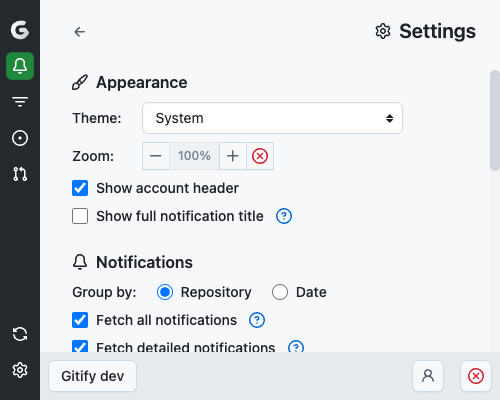 Settings
Appearance
Theme: System
Zoom: 100%
Show account header
Show full notification title
Notifications
Group by: Repository Date
Fetch all notifications
Fetch detailed notifications
Gitify dev